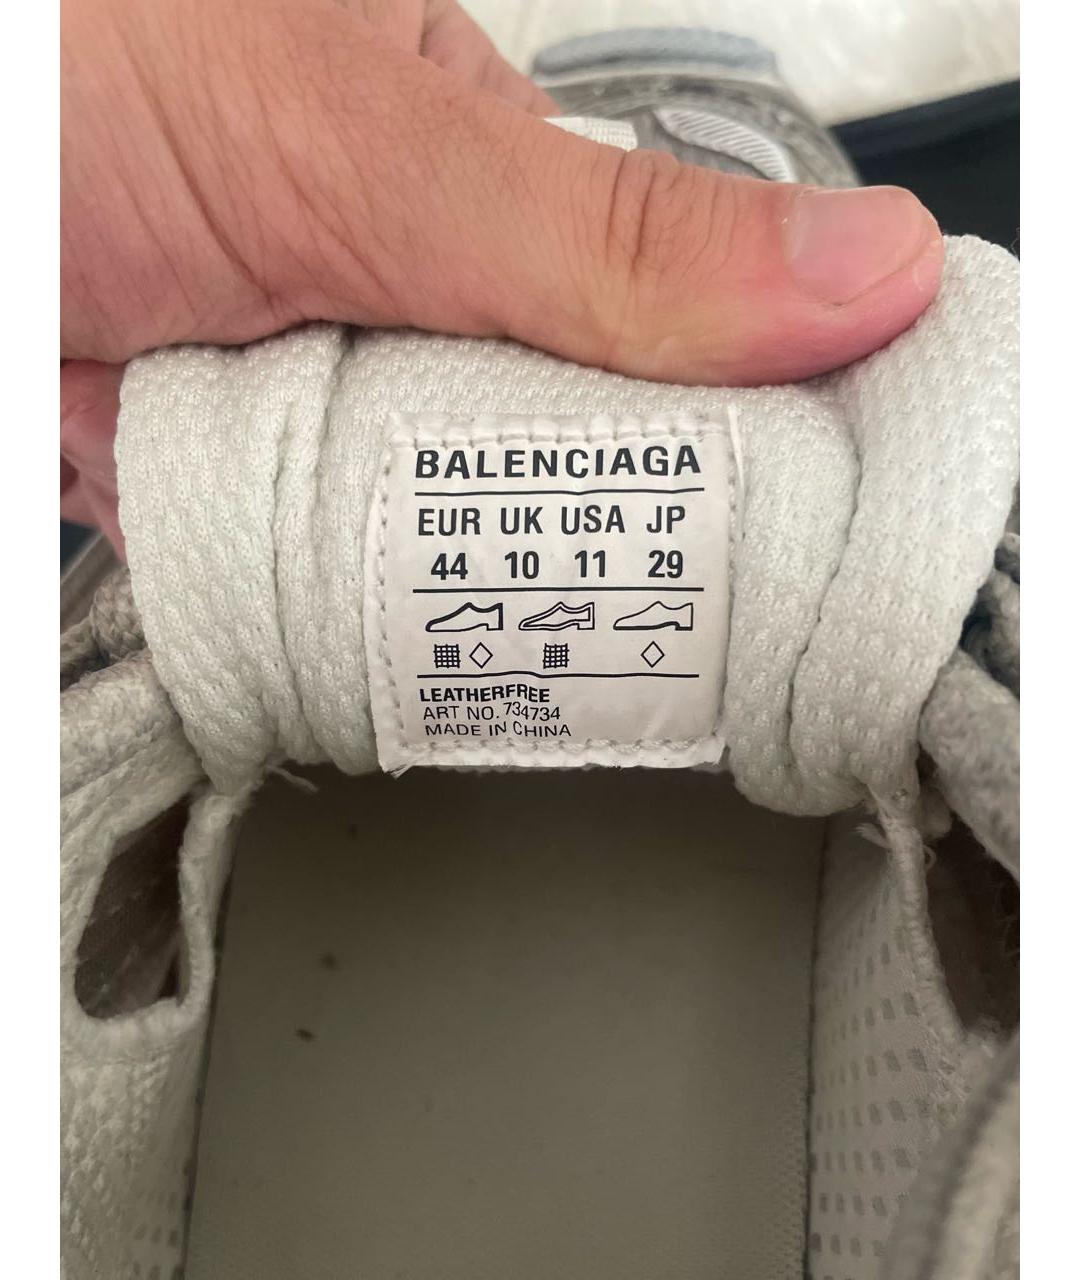 BALENCIAGA
EUR UK USA JP
44 10 11 29
LEATHERFREE
ART NO. 734734
MADE IN CHINA